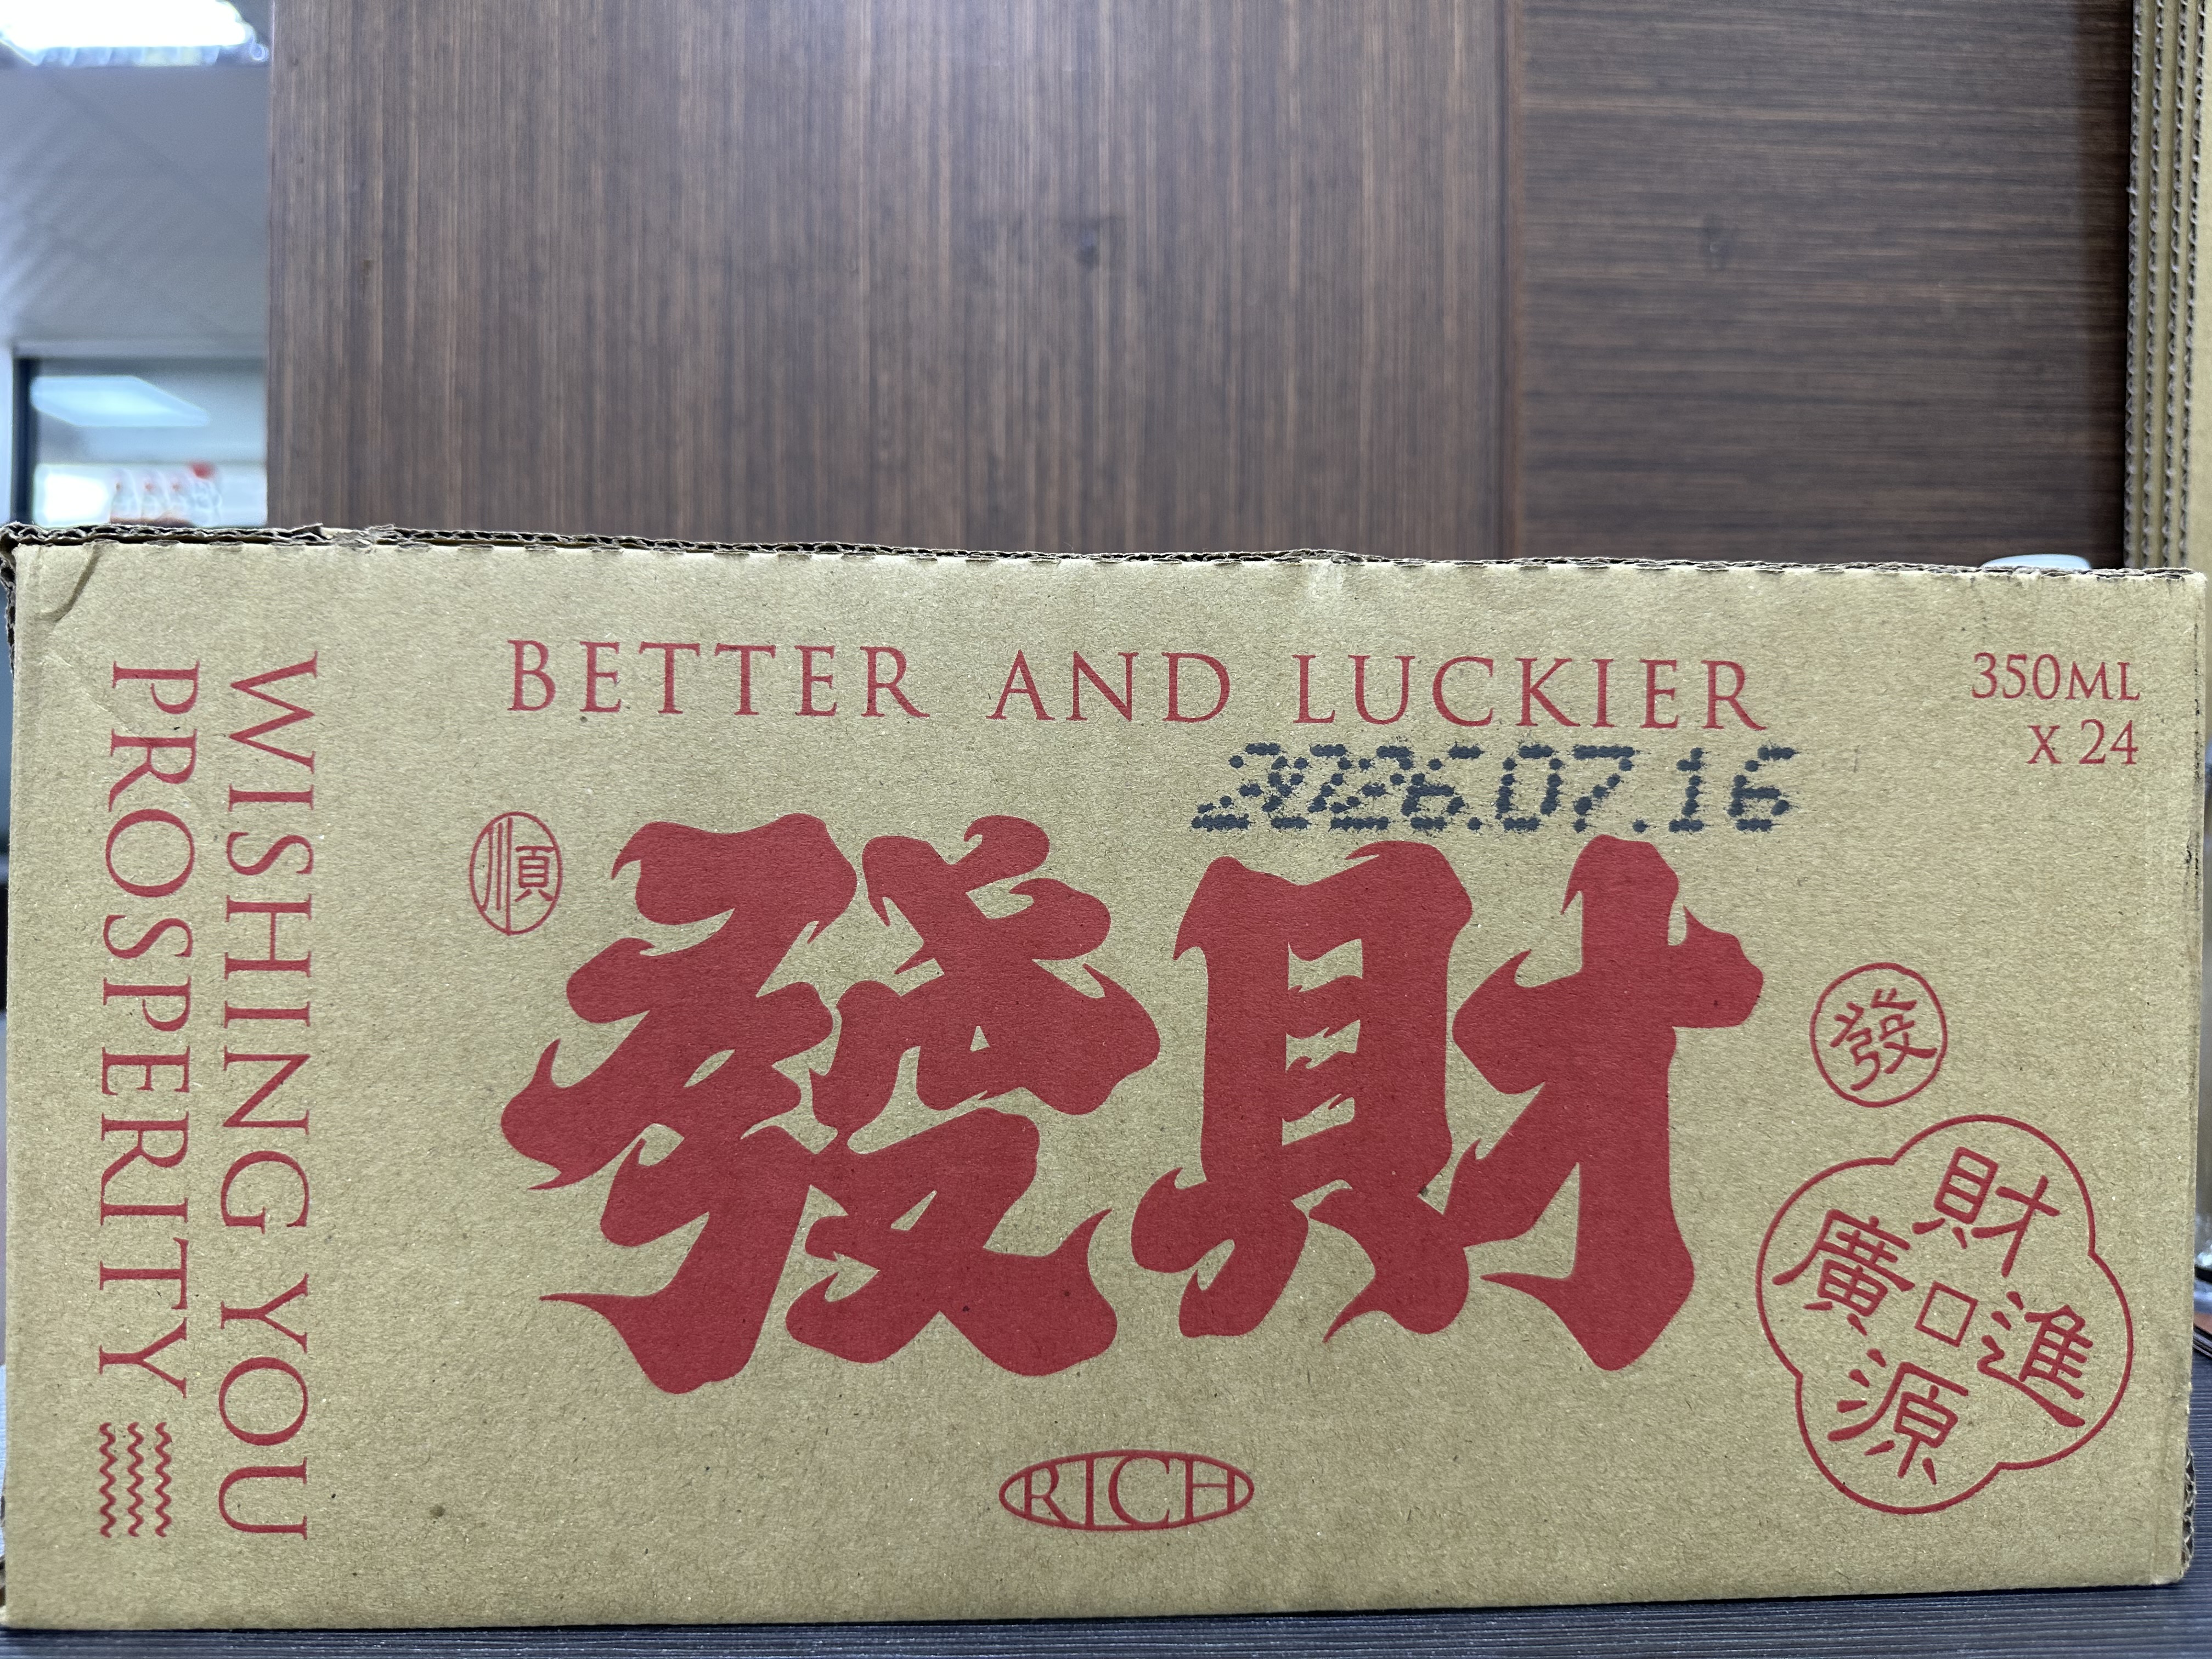 BETTER AND LUCKIER
350ML
X 24
2026.07.16
WISHING YOU
PROSPERITY
順
發財
發
財
進
廣
源
RICH